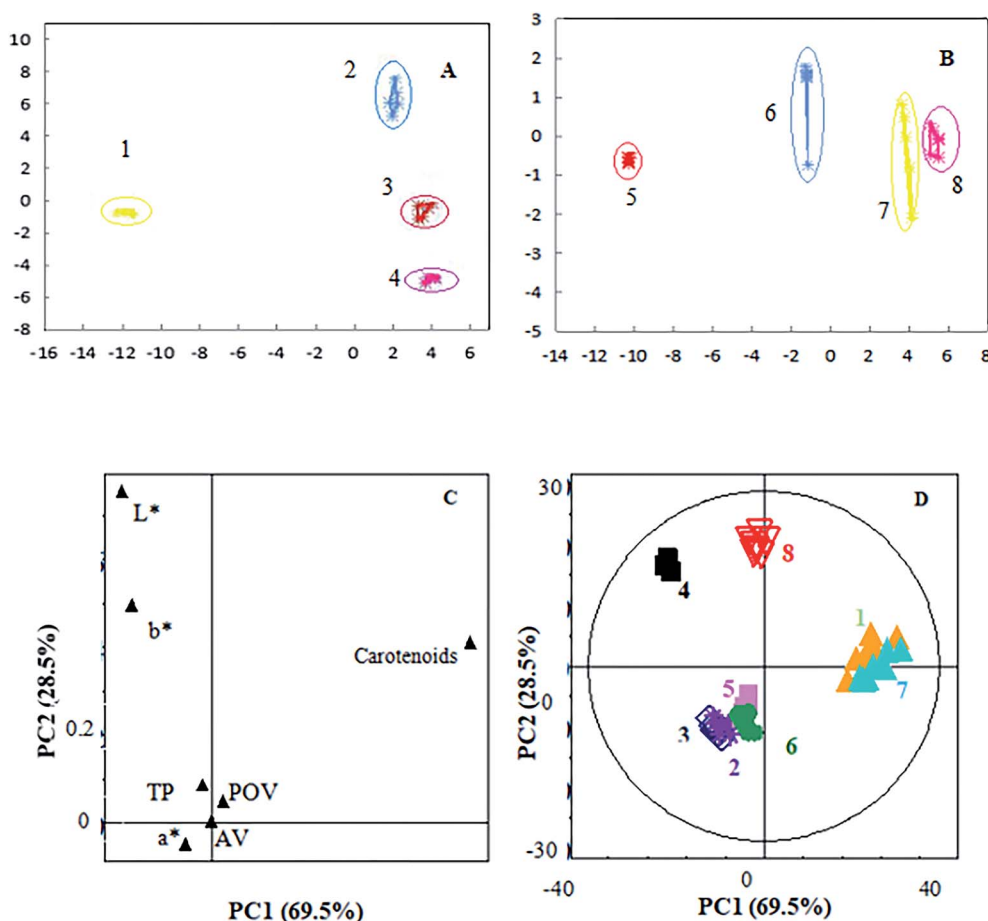 A
10
8
6
4
2
0
-2
-4
-6
-8
-16 -14 -12 -10 -8 -6 -4 -2 0 2 4 6
1
2
3
4
B
3
2
1
0
-1
-2
-3
-4
-5
-14 -12 -10 -8 -6 -4 -2 0 2 4 6 8
5
6
7
8
C
L*
b*
Carotenoids
TP
POV
a*
AV
0.2
0
PC2 (28.5%)
PC1 (69.5%)
D
30
0
-30
8
4
1
7
5
3
6
2
PC2 (28.5%)
-40 0 40
PC1 (69.5%)